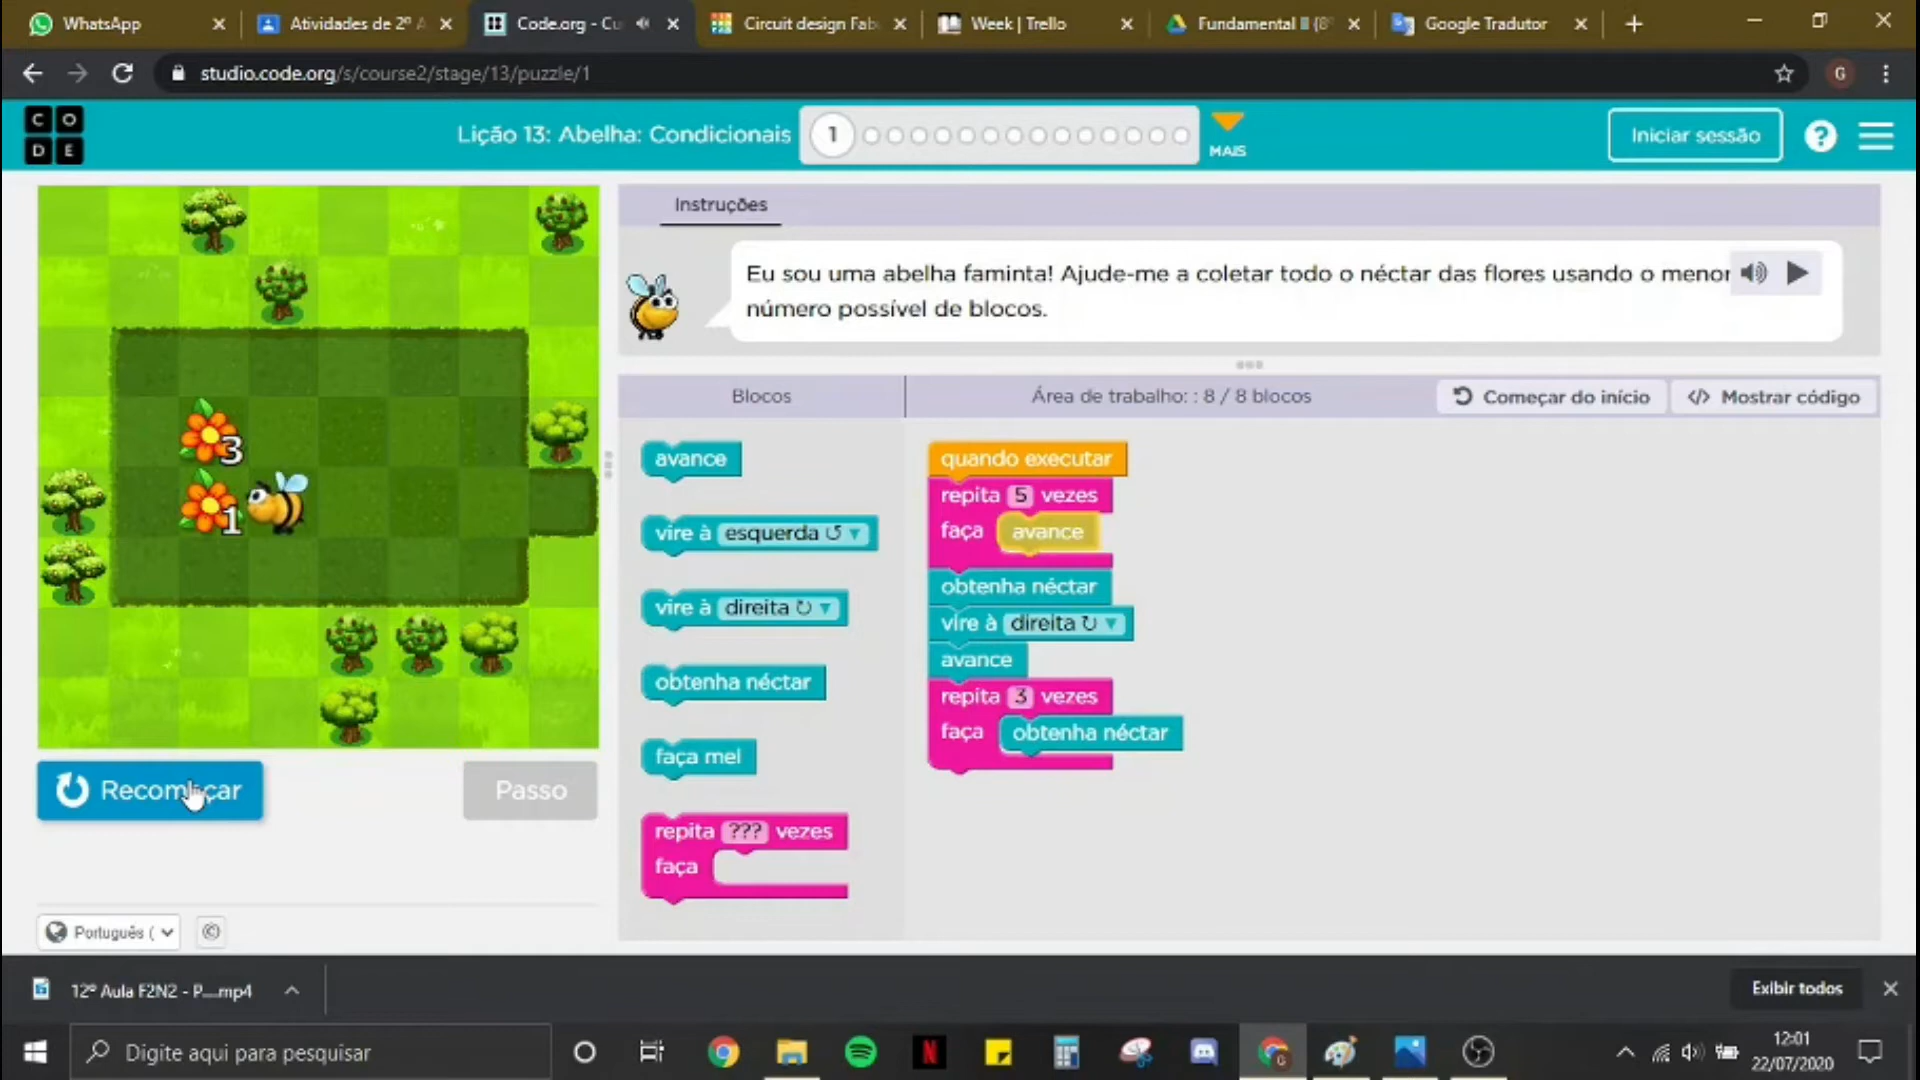 WhatsApp
Atividades de 2º A
Code.org - Cu
Circuit design Fab
Week | Trello
Fundamental II (8º
Google Tradutor
studio.code.org/s/course2/stage/13/puzzle/1
G
C O
D E
Lição 13: Abelha: Condicionais
1
MAIS
Iniciar sessão
?
Instruções
Eu sou uma abelha faminta! Ajude-me a coletar todo o néctar das flores usando o menor
número possível de blocos.
Blocos
Área de trabalho: : 8 / 8 blocos
Começar do início
</> Mostrar código
3
1
avance
vire à esquerda ↺
vire à direita ↻
obtenha néctar
faça mel
repita ??? vezes
faça
quando executar
repita 5 vezes
faça avance
obtenha néctar
vire à direita ↻
avance
repita 3 vezes
faça obtenha néctar
Recomeçar
Passo
Português (
©
12º Aula F2N2 - P....mp4
Exibir todos
Digite aqui para pesquisar
N
G
12:01
22/07/2020